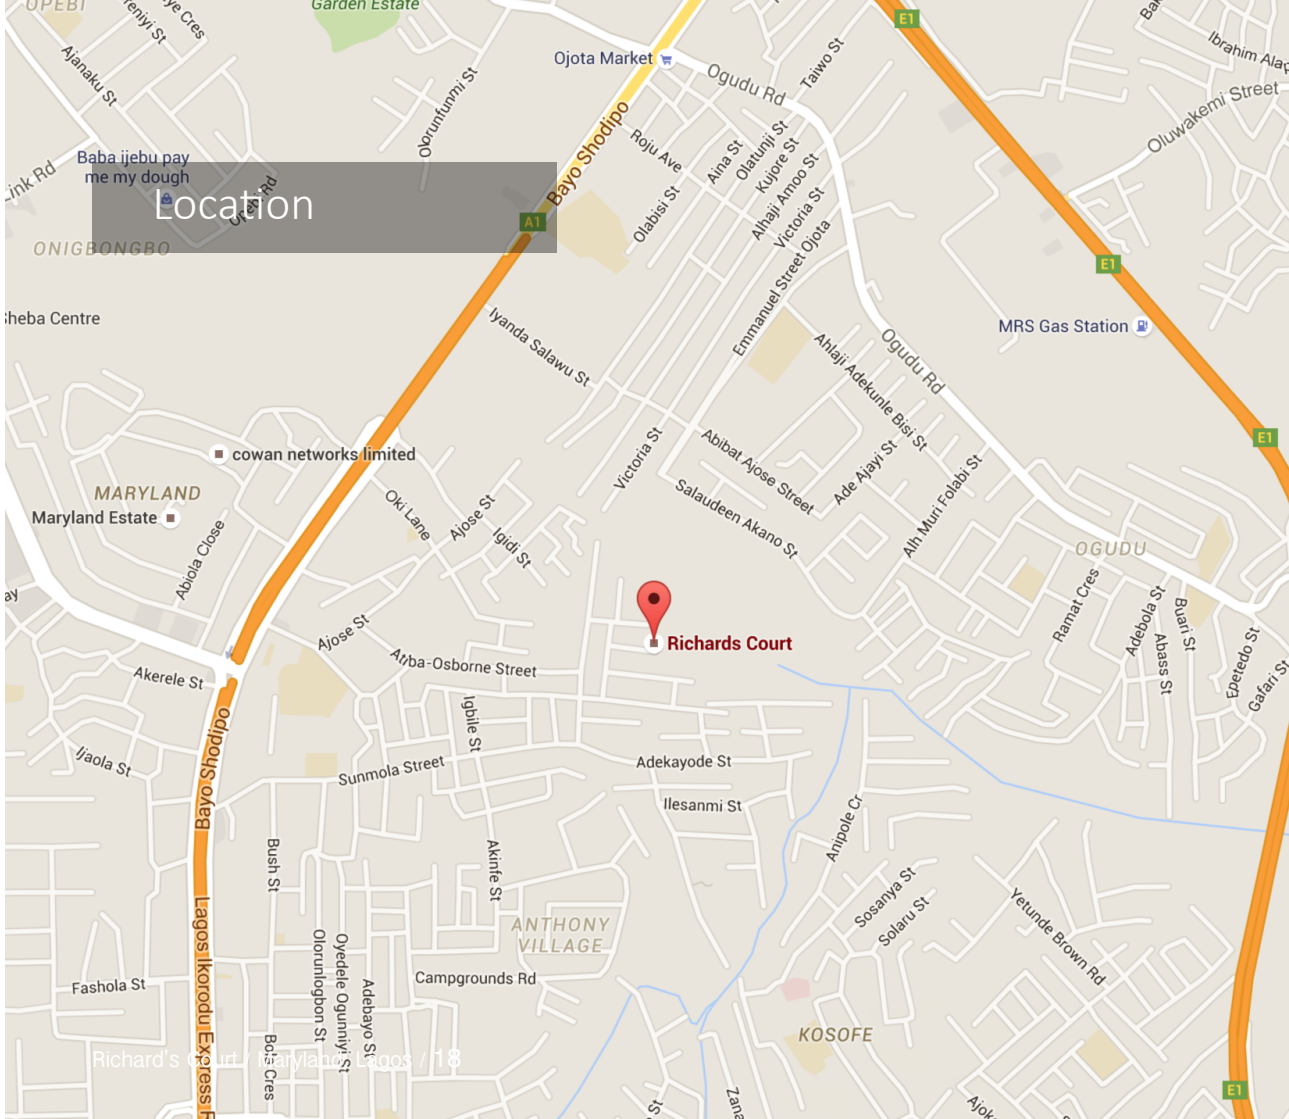 OPEBI
Garden Estate
E1
Ajanaku St
Ojota Market
Ogudu Rd
Taiwo St
Oluwakemi Street
Olorunfunmi St
Bayo Shodipo
Roju Ave
Aina St
Olatunji St
Kujore St
Alhaji Amoo St
Victoria St
Emmanuel Street Ojota
Olabisi St
Link Rd
Baba ijebu pay
me my dough
Location
A1
ONIGBONGBO
E1
Sheba Centre
MRS Gas Station
Iyanda Salawu St
Ahlaji Adekunle Bisi St
Ogudu Rd
E1
cowan networks limited
Victoria St
Abibat Ajose Street
Ade Ajayi St
Alh Muri Folabi St
MARYLAND
Maryland Estate
Oki Lane
Ajose St
Igidi St
Salaudeen Akano St
OGUDU
Abiola Close
Ramat Cres
Adebola St
Abass St
Buari St
Epetedo St
Gafari St
Ajose St
Richards Court
Akerele St
Bayo Shodipo
Igbile St
Ijaola St
Sunmola Street
Adekayode St
Ilesanmi St
Anipole Cr
Bush St
Akinfe St
Sosanya St
Solaru St
Yetunde Brown Rd
ANTHONY
VILLAGE
Lagos Ikorodu Express R
Olorunlogbon St
Oyedele Ogunniyi St
Adebayo St
Campgrounds Rd
Fashola St
KOSOFE
Richard's Court / Maryland, Lagos / 18
E1